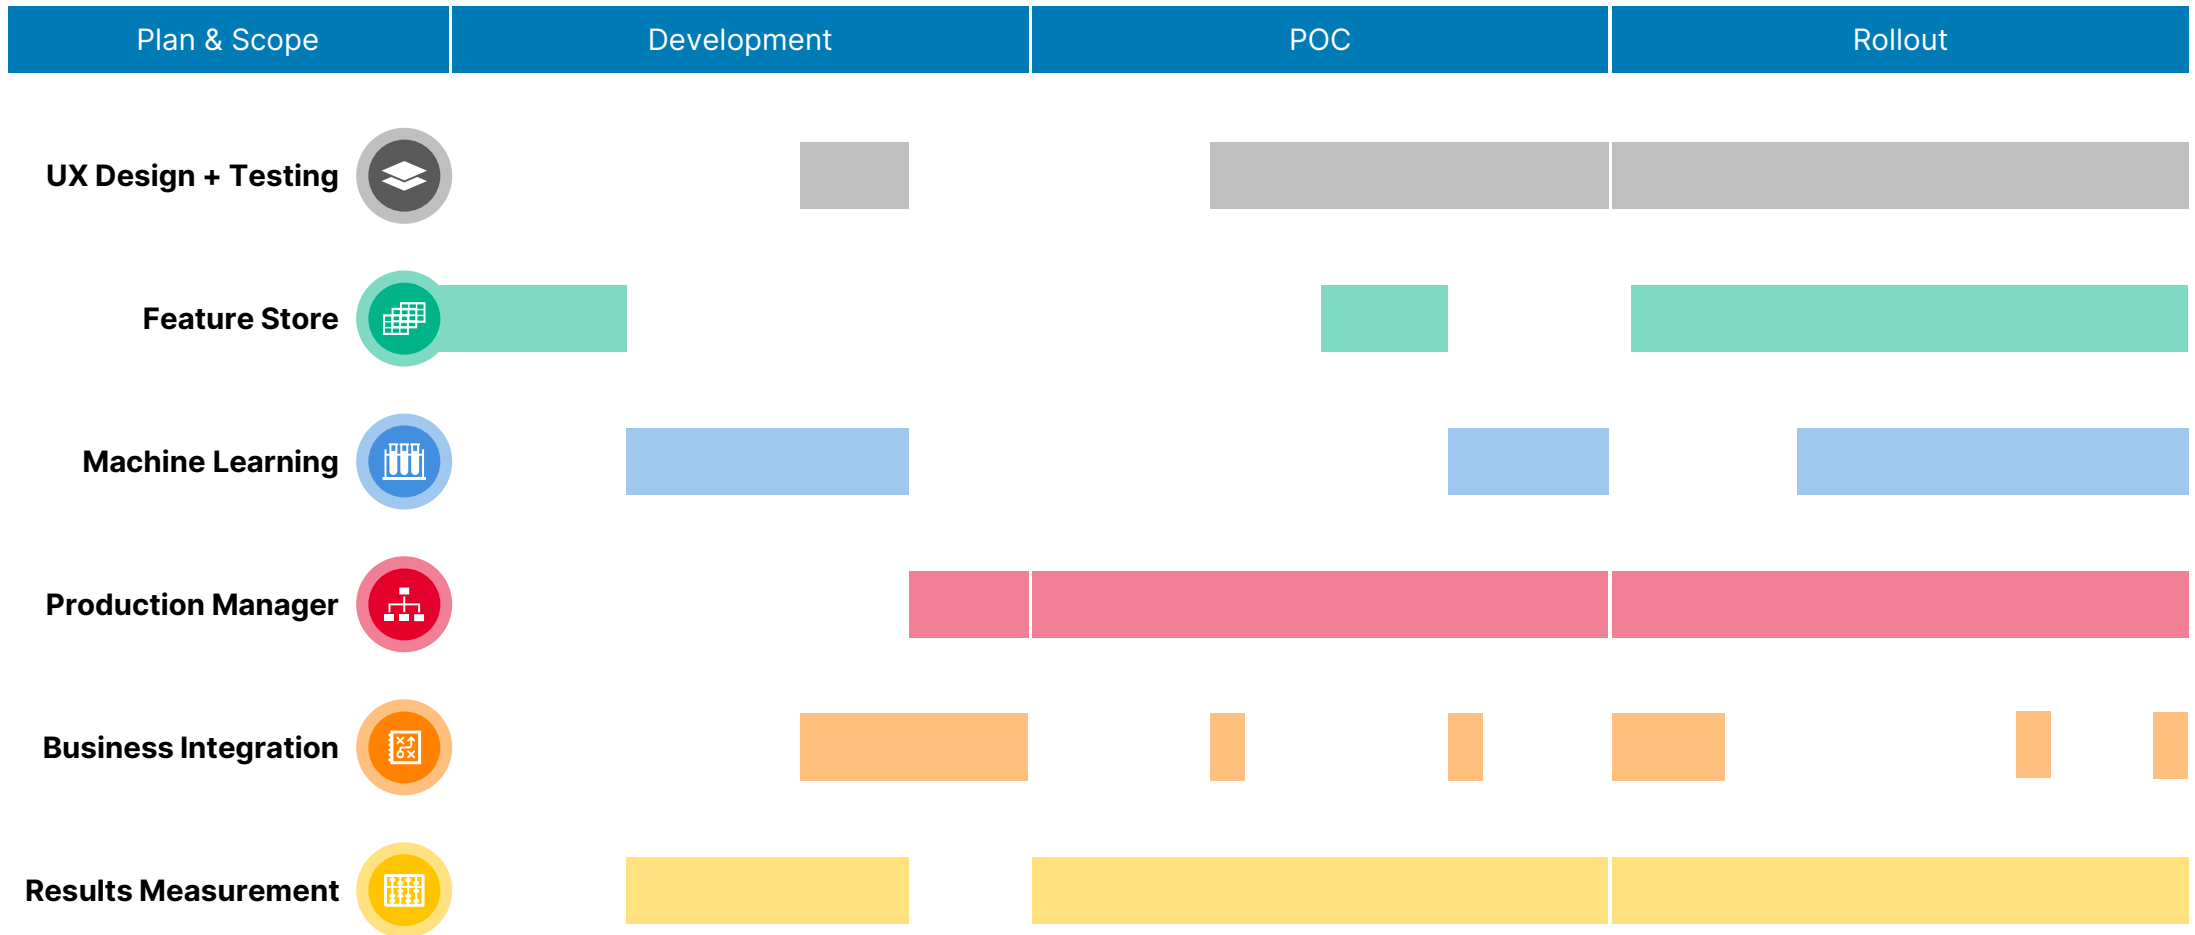 Plan & Scope
Development
POC
Rollout
UX Design + Testing
Feature Store
Machine Learning
Production Manager
Business Integration
Results Measurement